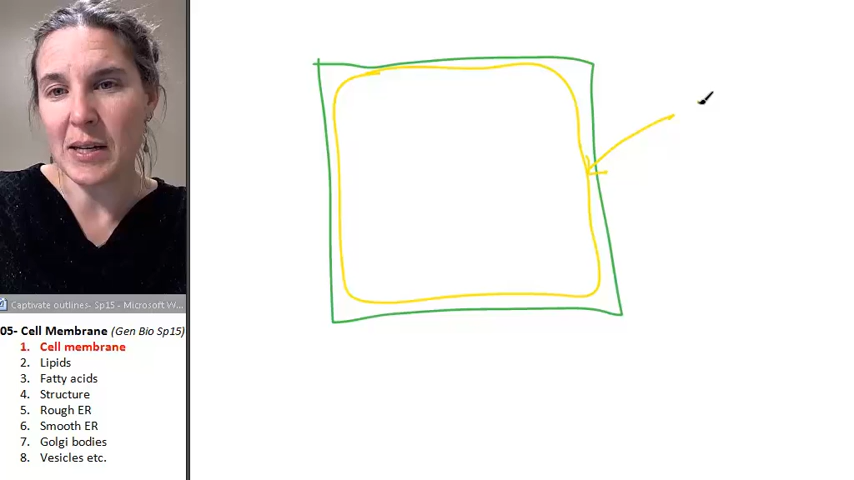 Captivate outlines- Sp15 - Microsoft W...
05- Cell Membrane (Gen Bio Sp15)
1. Cell membrane
2. Lipids
3. Fatty acids
4. Structure
5. Rough ER
6. Smooth ER
7. Golgi bodies
8. Vesicles etc.